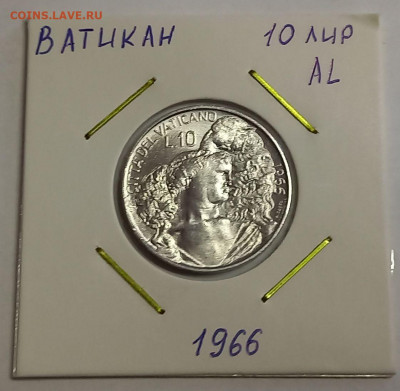 COINS.LAVE.RU
ВАТИКАН 10 лир
AL
CITTA DEL VATICANO
L.10
1966
1966